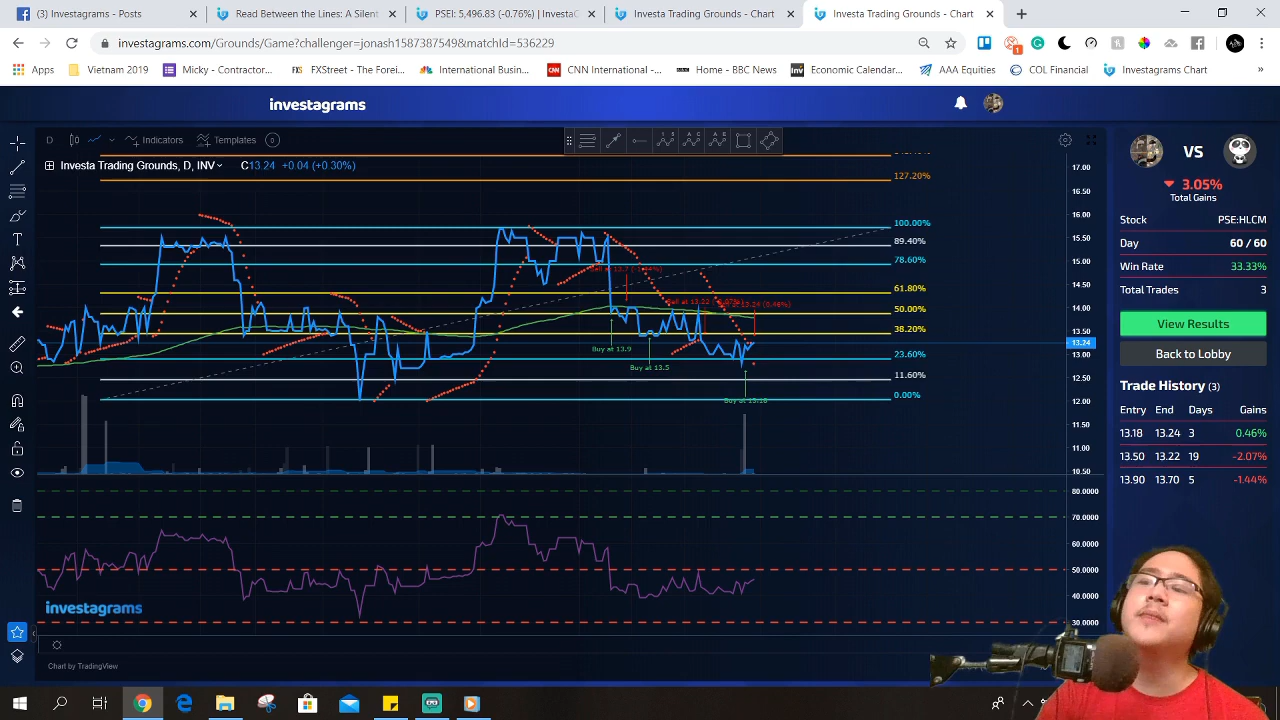 (3) Investagrams - Posts
Read Between the Lines: A Silent
PSEI: 5,496.83 (-0.76%) | InvestaC
Investa Trading Grounds - Chart
Investa Trading Grounds - Chart
investagrams.com/Grounds/Game?challenger=jonash1587387549&matchId=536229
Apps
Vietnam 2019
Micky - Contractor...
FXStreet - The Forei...
International Busin...
CNN International -...
Home - BBC News
Economic Calendar...
AAA Equities
COL Financial
Investagrams Chart
investagrams
D
Indicators
Templates
Investa Trading Grounds, D, INV
C13.24 +0.04 (+0.30%)
127.20%
100.00%
89.40%
78.60%
61.80%
50.00%
38.20%
23.60%
11.60%
0.00%
Buy at 13.9
Buy at 13.5
17.00
16.50
16.00
15.50
15.00
14.50
14.00
13.50
13.24
13.00
12.50
12.00
11.50
11.00
10.50
80.0000
70.0000
60.0000
50.0000
40.0000
30.0000
investagrams
Chart by TradingView
VS
3.05%
Total Gains
Stock PSE:HLCM
Day 60 / 60
Win Rate 33.33%
Total Trades 3
View Results
Back to Lobby
Trade History (3)
Entry End Days Gains
13.18 13.24 3 0.46%
13.50 13.22 19 -2.07%
13.90 13.70 5 -1.44%